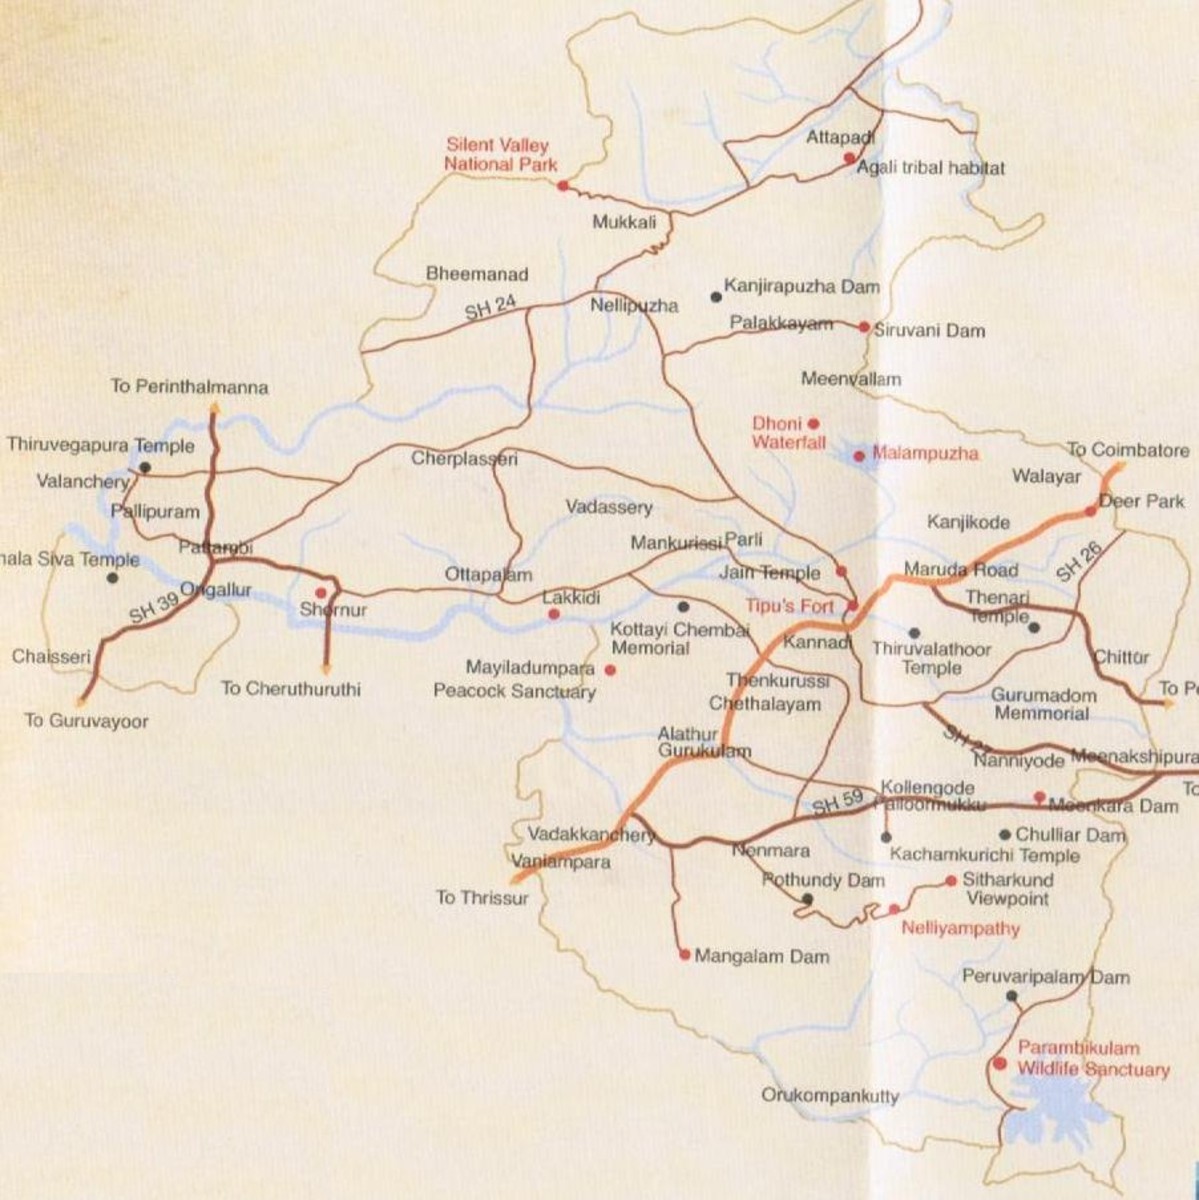 Attapadi
Silent Valley
National Park
Agali tribal habitat
Mukkali
Bheemanad
Kanjirapuzha Dam
SH 24
Nellipuzha
Palakkayam
Siruvani Dam
Meenvallam
To Perinthalmanna
Dhoni
Waterfall
Thiruvegapura Temple
Malampuzha
To Coimbatore
Cherplasseri
Walayar
Valanchery
Deer Park
Pallipuram
Vadassery
Kanjikode
Mankurissi
Parli
Pattambi
hala Siva Temple
SH 26
Jain Temple
Maruda Road
Ottapalam
Ongallur
Lakkidi
Thenari
Temple
SH 39
Shornur
Tipu's Fort
Kottayi Chembai
Memorial
Kannadi
Thiruvalathoor
Temple
Chaisseri
Chittur
Mayiladumpara
Peacock Sanctuary
Thenkurussi
To Cheruthuruthi
To P
Gurumadom
Memmorial
Chethalayam
To Guruvayoor
Alathur
Gurukulam
SH 27
Nanniyode
Meenakshipura
To
Kollengode
Palloormukku
SH 59
Meenkara Dam
Vadakkanchery
Chulliar Dam
Nenmara
Kachamkurichi Temple
Vaniampara
Pothundy Dam
Sitharkund
Viewpoint
To Thrissur
Nelliyampathy
Mangalam Dam
Peruvaripalam Dam
Parambikulam
Wildlife Sanctuary
Orukompankutty